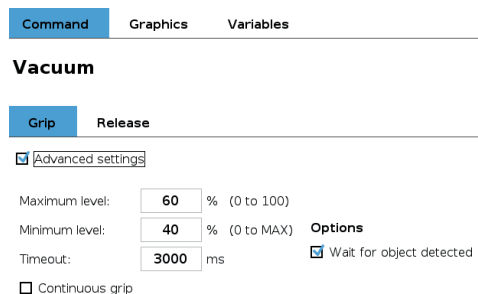 Command Graphics Variables
Vacuum
Grip Release
Advanced settings
Maximum level: 60 % (0 to 100)
Minimum level: 40 % (0 to MAX) Options
Timeout: 3000 ms Wait for object detected
Continuous grip